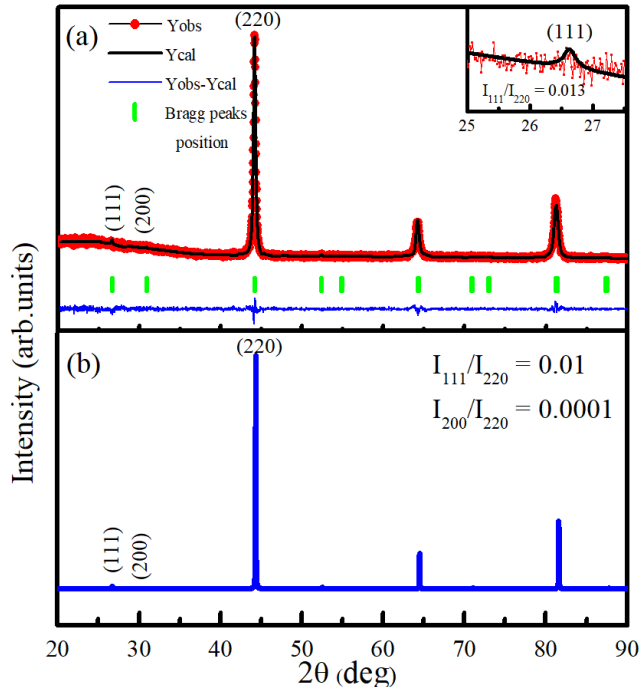 (a)
Yobs
Ycal
Yobs-Ycal
Bragg peaks
position
(220)
(111)
I₁₁₁/I₂₂₀ = 0.013
25 26 27
(111)
(200)
(b)
(220)
I₁₁₁/I₂₂₀ = 0.01
I₂₀₀/I₂₂₀ = 0.0001
(111)
(200)
Intensity (arb.units)
20 30 40 50 60 70 80 90
2θ (deg)